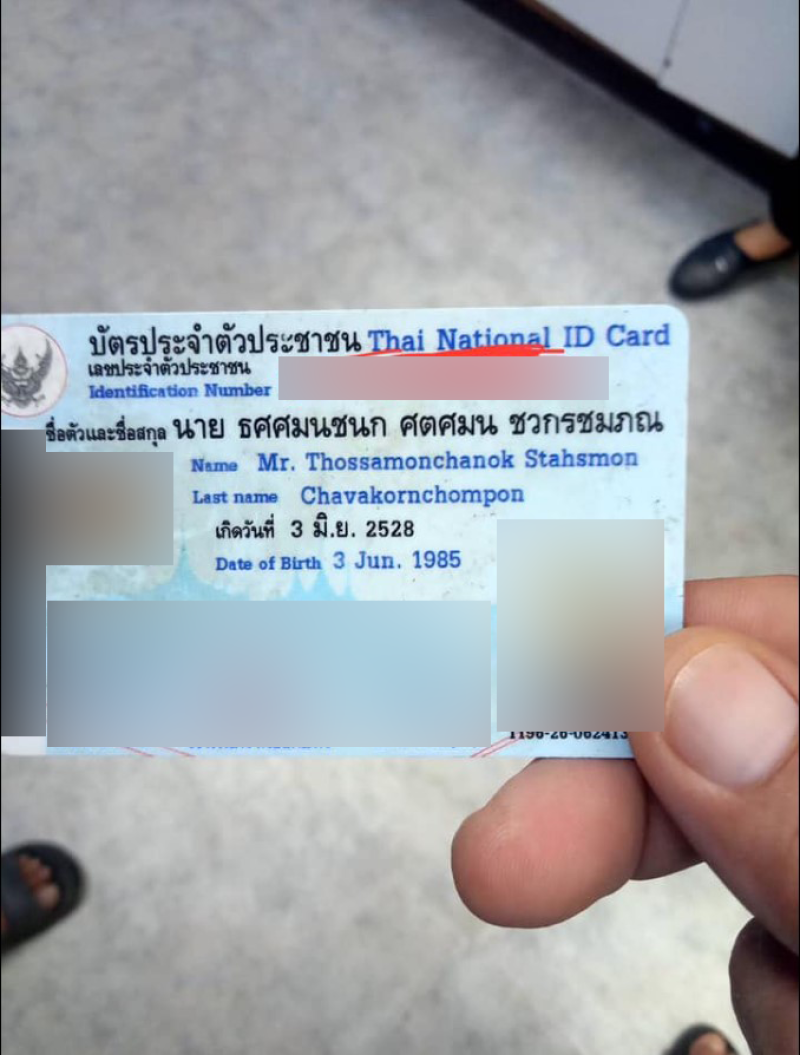 บัตรประจำตัวประชาชน Thai National ID Card
เลขประจำตัวประชาชน
Identification Number
ชื่อตัวและชื่อสกุล นาย ธศศมนชนก ศตศมน ชวกรชมภณ
Name Mr. Thossamonchanok Stahsmon
Last name Chavakornchompon
เกิดวันที่ 3 มิ.ย. 2528
Date of Birth 3 Jun. 1985